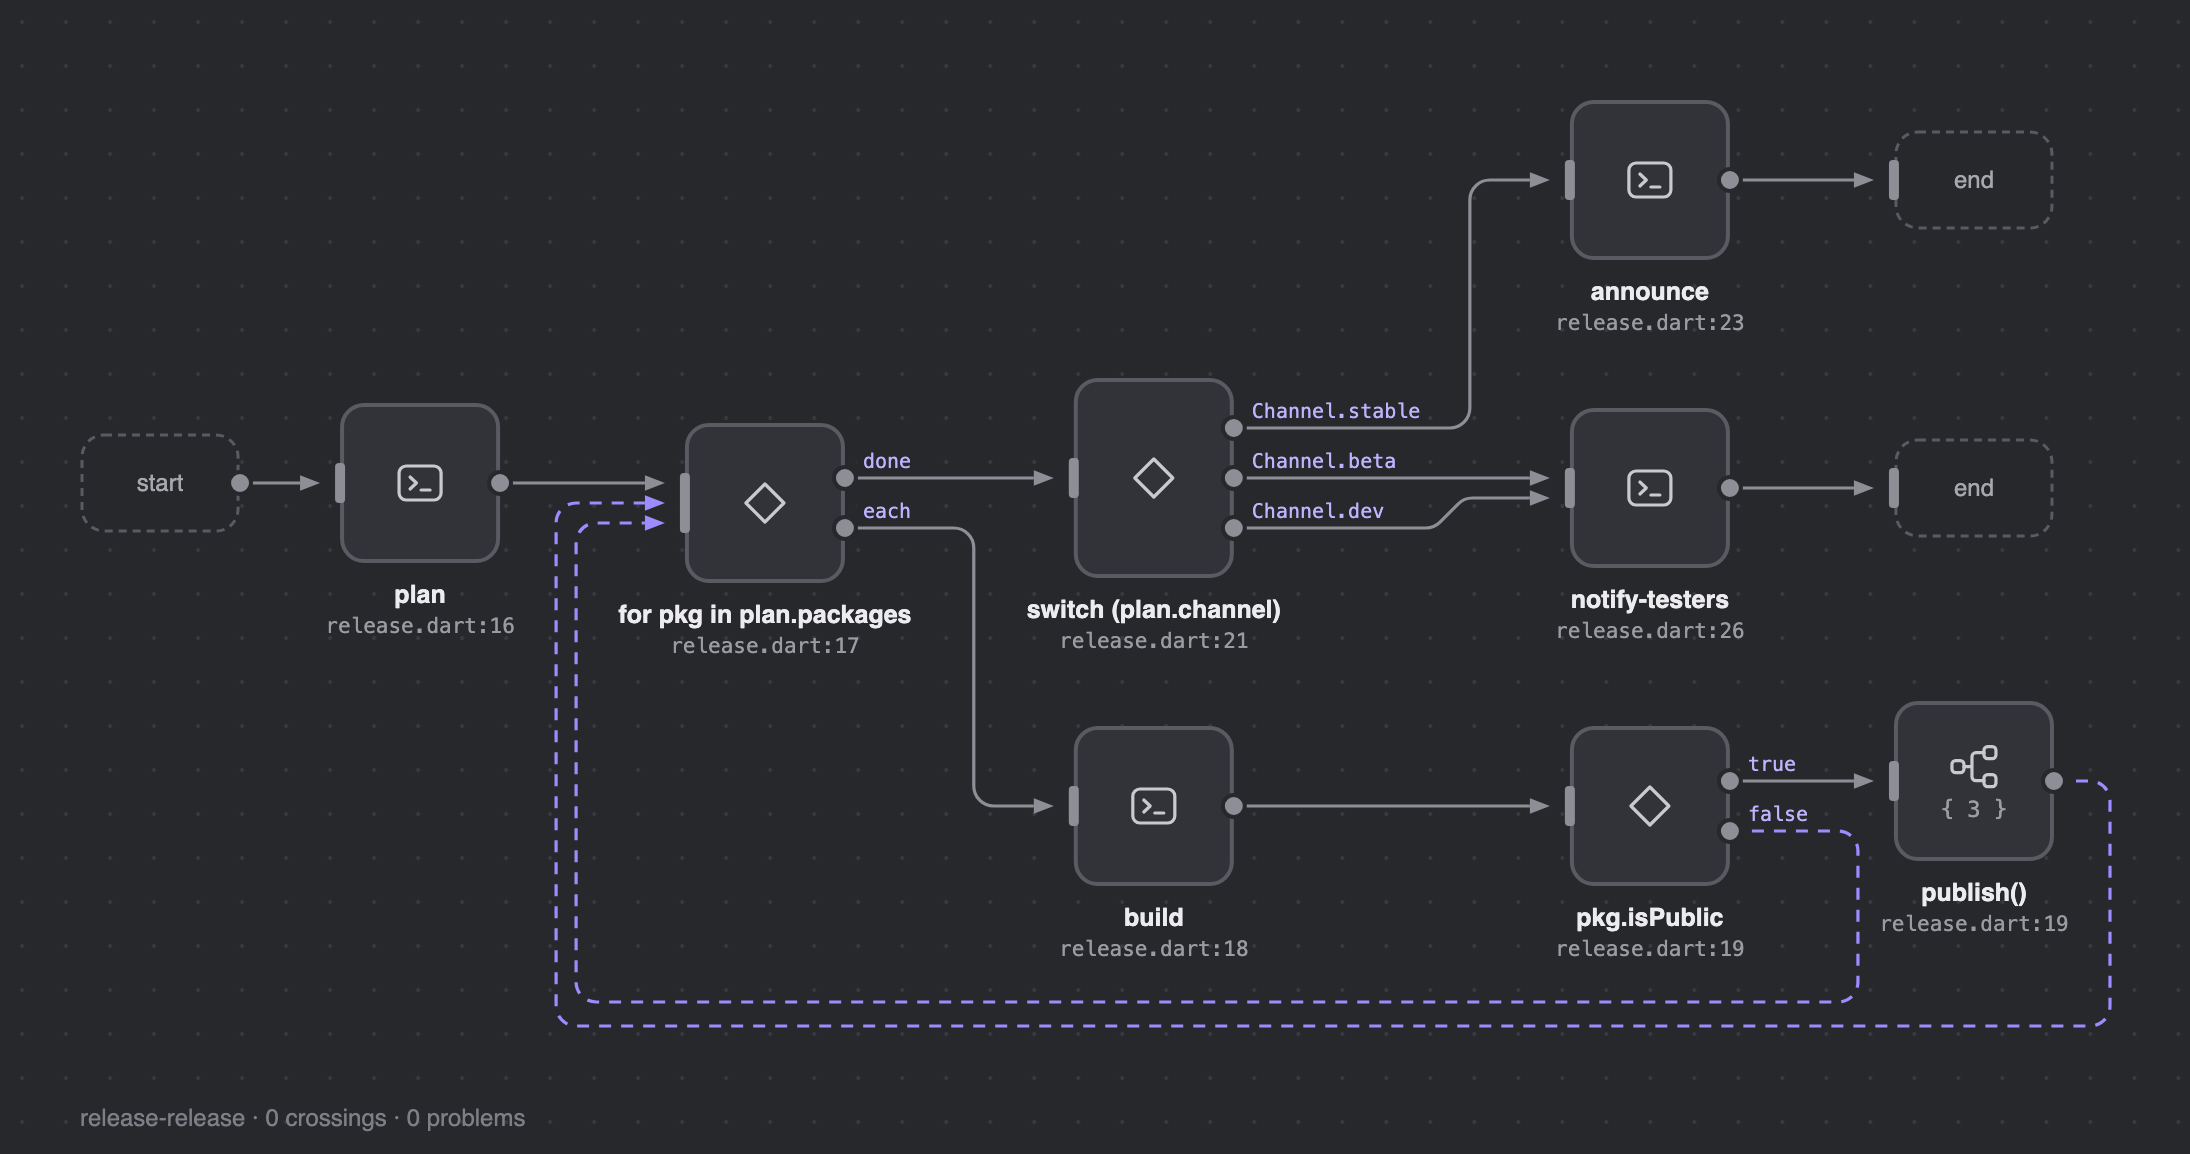 start
plan
release.dart:16
for pkg in plan.packages
release.dart:17
done
each
switch (plan.channel)
release.dart:21
Channel.stable
Channel.beta
Channel.dev
announce
release.dart:23
end
notify-testers
release.dart:26
end
build
release.dart:18
pkg.isPublic
release.dart:19
true
false
{ 3 }
publish()
release.dart:19
release-release · 0 crossings · 0 problems